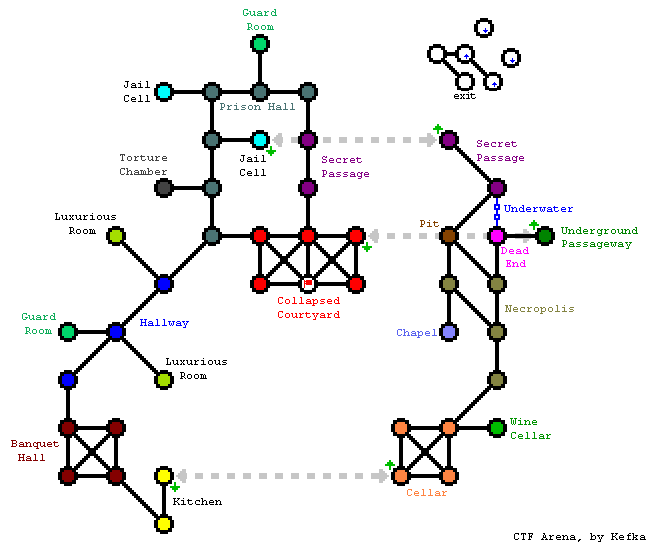 Guard
Room
exit
Jail
Cell
Prison Hall
Secret
Passage
Jail
Cell
Torture
Chamber
Secret
Passage
Underwater
Luxurious
Room
Pit
Underground
Passageway
Dead
End
Collapsed
Courtyard
Necropolis
Guard
Room
Hallway
Chapel
Luxurious
Room
Banquet
Hall
Wine
Cellar
Kitchen
Cellar
CTF Arena, by Kefka